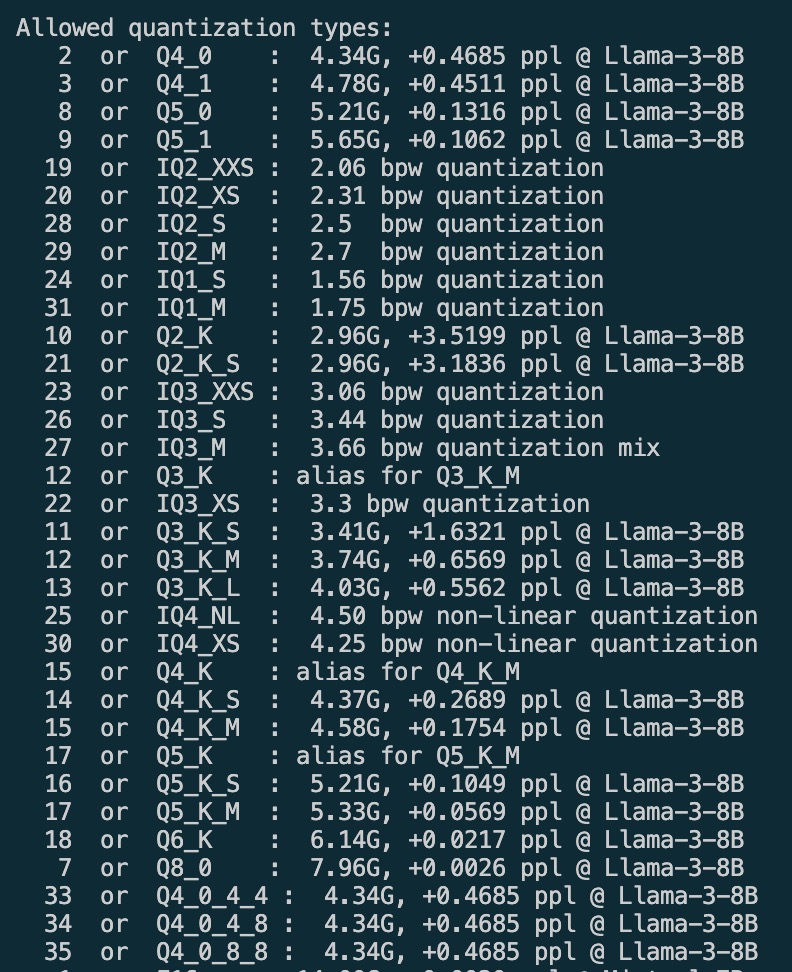 Allowed quantization types:
   2  or  Q4_0    :  4.34G, +0.4685 ppl @ Llama-3-8B
   3  or  Q4_1    :  4.78G, +0.4511 ppl @ Llama-3-8B
   8  or  Q5_0    :  5.21G, +0.1316 ppl @ Llama-3-8B
   9  or  Q5_1    :  5.65G, +0.1062 ppl @ Llama-3-8B
  19  or  IQ2_XXS :  2.06 bpw quantization
  20  or  IQ2_XS  :  2.31 bpw quantization
  28  or  IQ2_S   :  2.5  bpw quantization
  29  or  IQ2_M   :  2.7  bpw quantization
  24  or  IQ1_S   :  1.56 bpw quantization
  31  or  IQ1_M   :  1.75 bpw quantization
  10  or  Q2_K    :  2.96G, +3.5199 ppl @ Llama-3-8B
  21  or  Q2_K_S  :  2.96G, +3.1836 ppl @ Llama-3-8B
  23  or  IQ3_XXS :  3.06 bpw quantization
  26  or  IQ3_S   :  3.44 bpw quantization
  27  or  IQ3_M   :  3.66 bpw quantization mix
  12  or  Q3_K    : alias for Q3_K_M
  22  or  IQ3_XS  :  3.3 bpw quantization
  11  or  Q3_K_S  :  3.41G, +1.6321 ppl @ Llama-3-8B
  12  or  Q3_K_M  :  3.74G, +0.6569 ppl @ Llama-3-8B
  13  or  Q3_K_L  :  4.03G, +0.5562 ppl @ Llama-3-8B
  25  or  IQ4_NL  :  4.50 bpw non-linear quantization
  30  or  IQ4_XS  :  4.25 bpw non-linear quantization
  15  or  Q4_K    : alias for Q4_K_M
  14  or  Q4_K_S  :  4.37G, +0.2689 ppl @ Llama-3-8B
  15  or  Q4_K_M  :  4.58G, +0.1754 ppl @ Llama-3-8B
  17  or  Q5_K    : alias for Q5_K_M
  16  or  Q5_K_S  :  5.21G, +0.1049 ppl @ Llama-3-8B
  17  or  Q5_K_M  :  5.33G, +0.0569 ppl @ Llama-3-8B
  18  or  Q6_K    :  6.14G, +0.0217 ppl @ Llama-3-8B
   7  or  Q8_0    :  7.96G, +0.0026 ppl @ Llama-3-8B
  33  or  Q4_0_4_4 :  4.34G, +0.4685 ppl @ Llama-3-8B
  34  or  Q4_0_4_8 :  4.34G, +0.4685 ppl @ Llama-3-8B
  35  or  Q4_0_8_8 :  4.34G, +0.4685 ppl @ Llama-3-8B